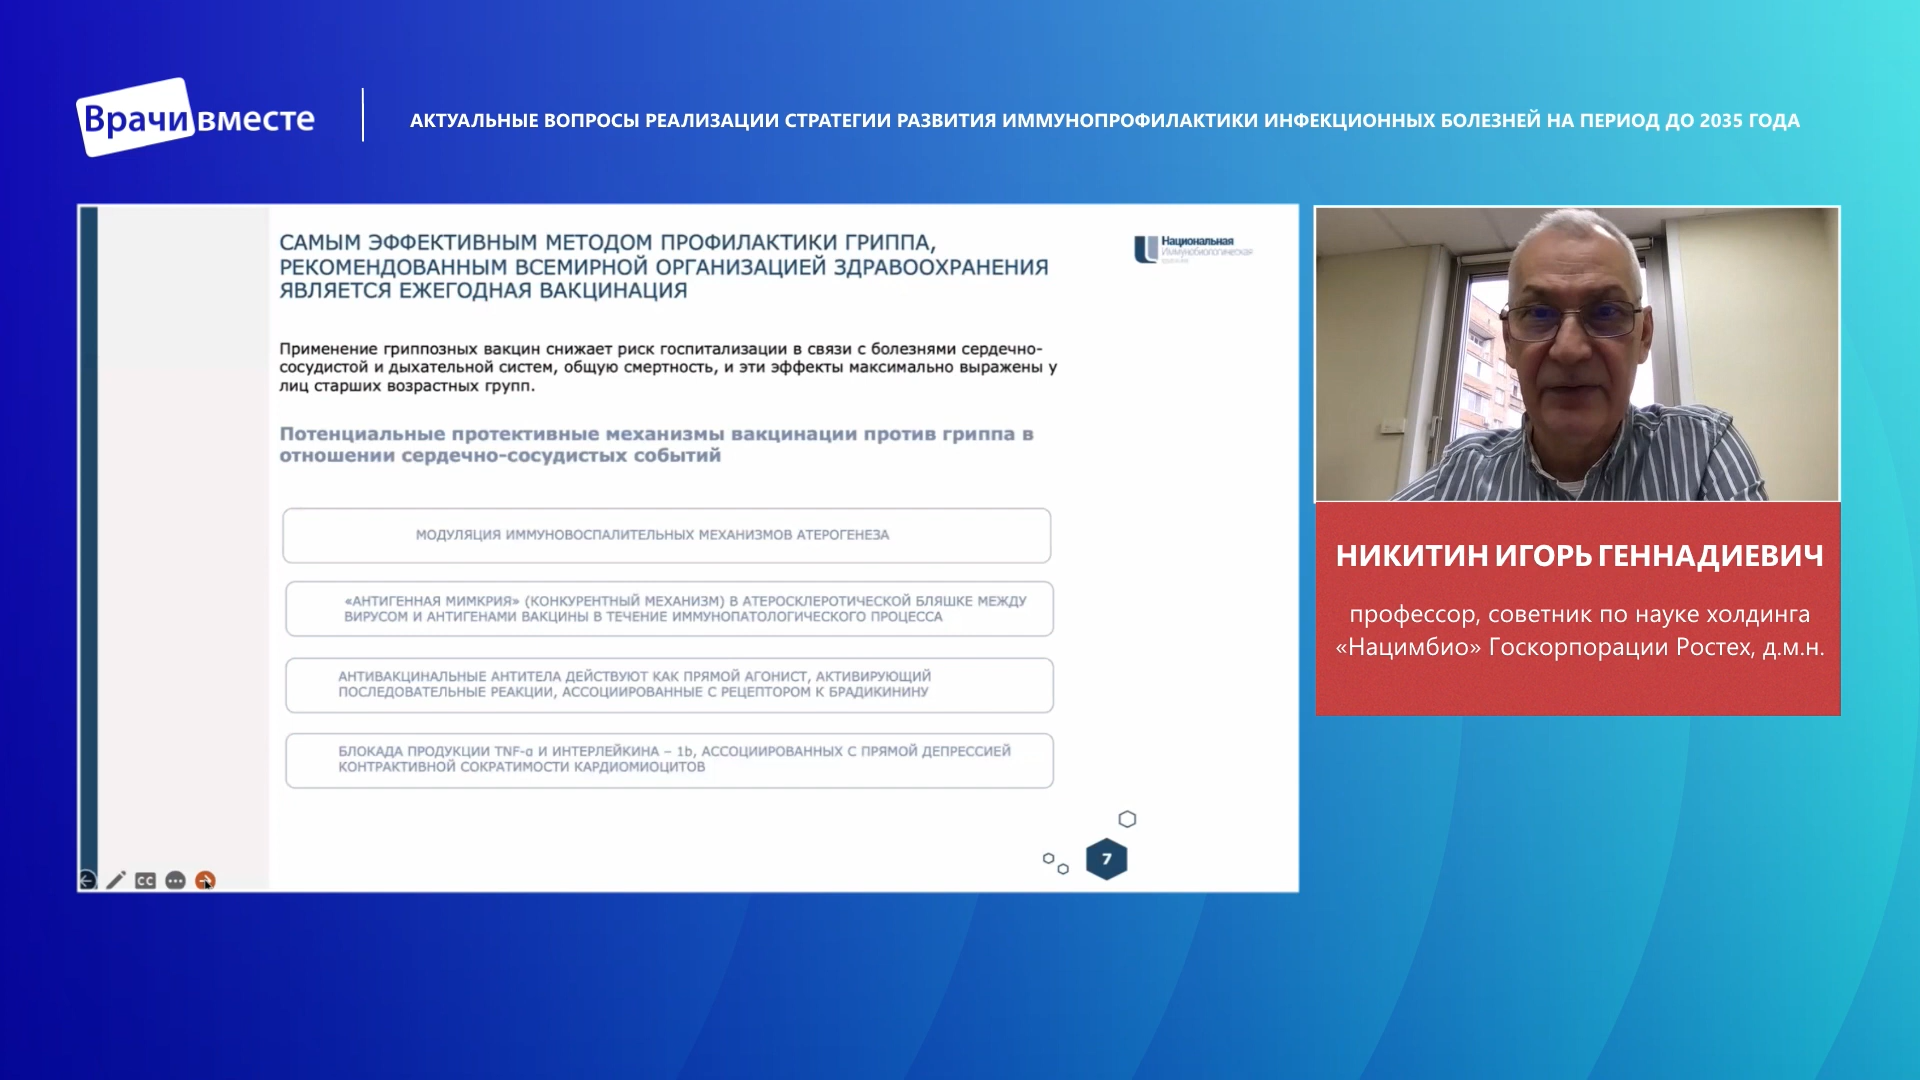 Врачи вместе
АКТУАЛЬНЫЕ ВОПРОСЫ РЕАЛИЗАЦИИ СТРАТЕГИИ РАЗВИТИЯ ИММУНОПРОФИЛАКТИКИ ИНФЕКЦИОННЫХ БОЛЕЗНЕЙ НА ПЕРИОД ДО 2035 ГОДА
САМЫМ ЭФФЕКТИВНЫМ МЕТОДОМ ПРОФИЛАКТИКИ ГРИППА,
РЕКОМЕНДОВАННЫМ ВСЕМИРНОЙ ОРГАНИЗАЦИЕЙ ЗДРАВООХРАНЕНИЯ
ЯВЛЯЕТСЯ ЕЖЕГОДНАЯ ВАКЦИНАЦИЯ
Национальная
Иммунобиологическая
Применение гриппозных вакцин снижает риск госпитализации в связи с болезнями сердечно-
сосудистой и дыхательной систем, общую смертность, и эти эффекты максимально выражены у
лиц старших возрастных групп.
Потенциальные протективные механизмы вакцинации против гриппа в
отношении сердечно-сосудистых событий
МОДУЛЯЦИЯ ИММУНОВОСПАЛИТЕЛЬНЫХ МЕХАНИЗМОВ АТЕРОГЕНЕЗА
«АНТИГЕННАЯ МИМКРИЯ» (КОНКУРЕНТНЫЙ МЕХАНИЗМ) В АТЕРОСКЛЕРОТИЧЕСКОЙ БЛЯШКЕ МЕЖДУ
ВИРУСОМ И АНТИГЕНАМИ ВАКЦИНЫ В ТЕЧЕНИЕ ИММУНОПАТОЛОГИЧЕСКОГО ПРОЦЕССА
АНТИВАКЦИНАЛЬНЫЕ АНТИТЕЛА ДЕЙСТВУЮТ КАК ПРЯМОЙ АГОНИСТ, АКТИВИРУЮЩИЙ
ПОСЛЕДОВАТЕЛЬНЫЕ РЕАКЦИИ, АССОЦИИРОВАННЫЕ С РЕЦЕПТОРОМ К БРАДИКИНИНУ
БЛОКАДА ПРОДУКЦИИ TNF-α И ИНТЕРЛЕЙКИНА – 1b, АССОЦИИРОВАННЫХ С ПРЯМОЙ ДЕПРЕССИЕЙ
КОНТРАКТИВНОЙ СОКРАТИМОСТИ КАРДИОМИОЦИТОВ
7
CC
НИКИТИН ИГОРЬ ГЕННАДИЕВИЧ
профессор, советник по науке холдинга
«Нацимбио» Госкорпорации Ростех, д.м.н.